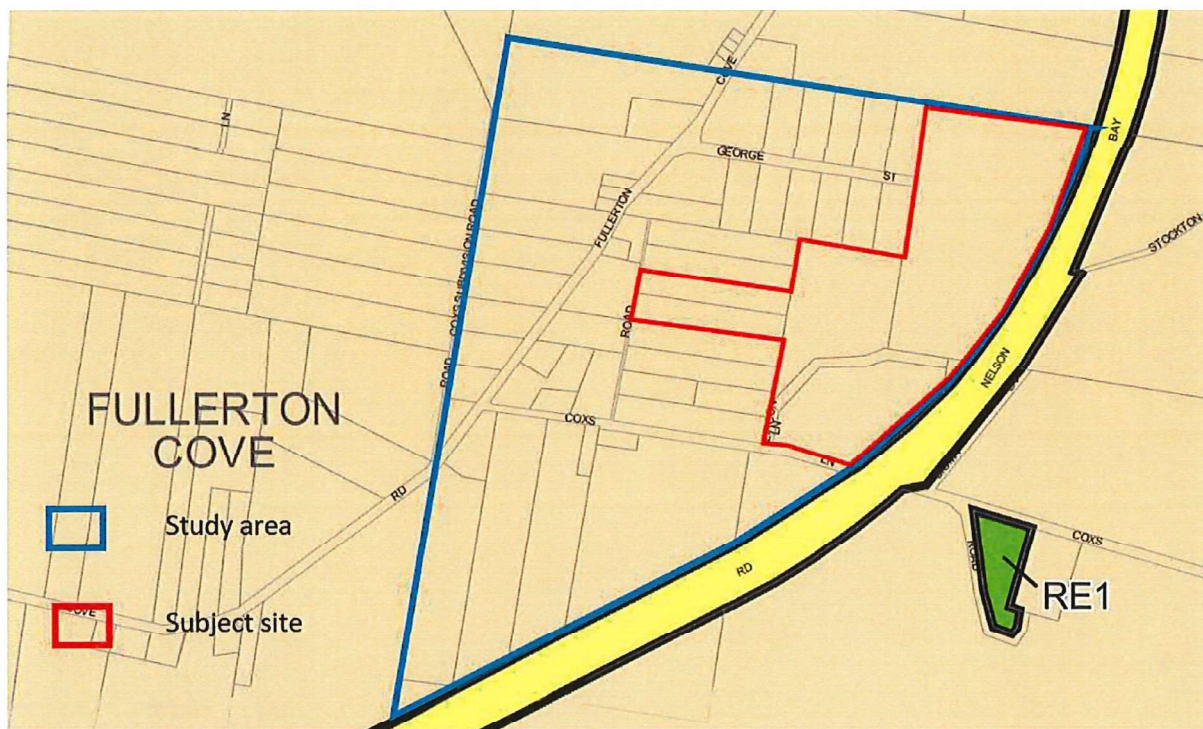 BAY
COVE
LN
GEORGE
ST
STOCKTON
FULLERTON
COXS SUBDIVISION ROAD
ROAD
NELSON
ROAD
FULLERTON
COVE
COXS
LN
LN
RD
Study area
RD
COXS
ROAD
RE1
Subject site